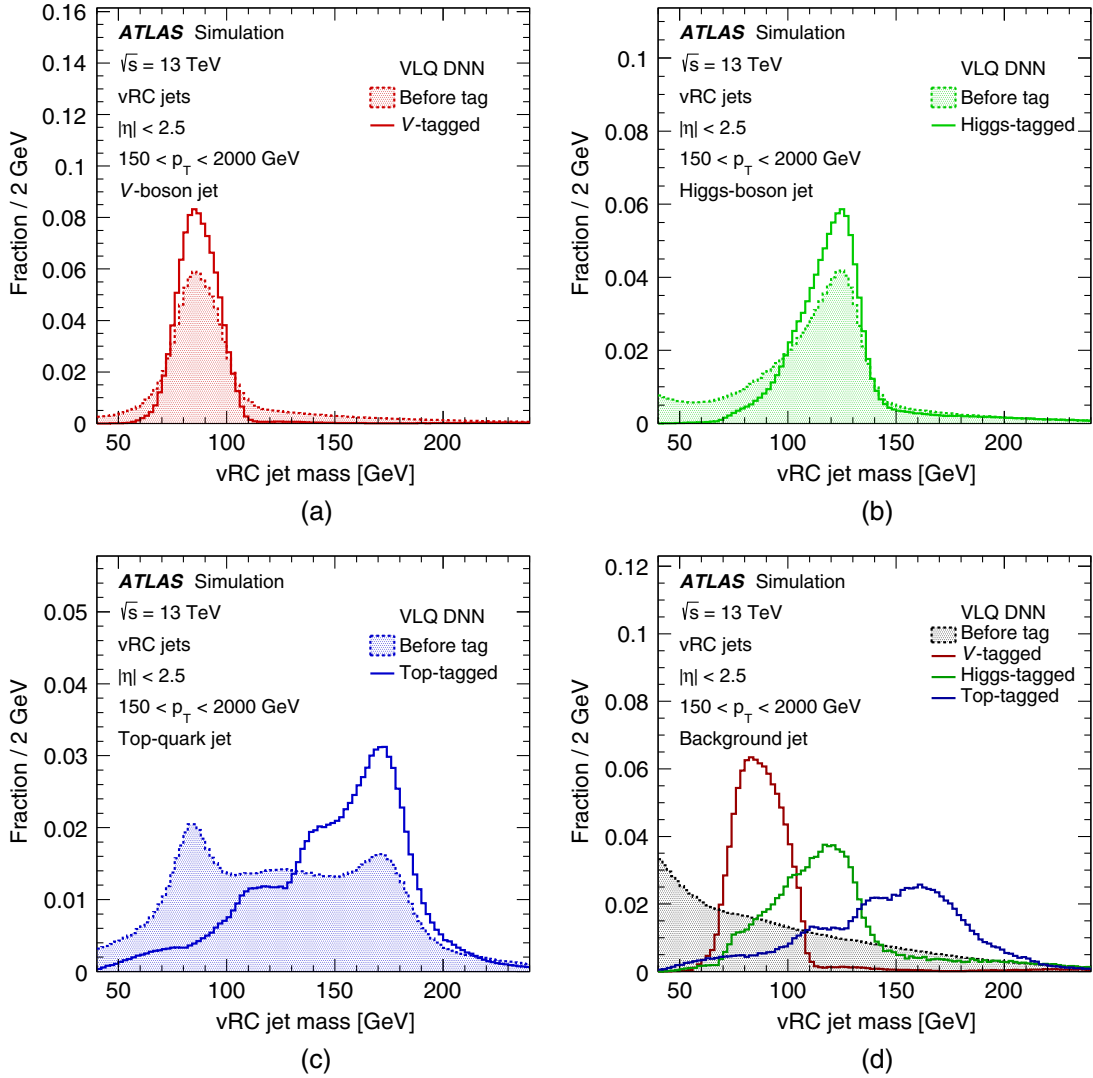 ATLAS Simulation
√s = 13 TeV
vRC jets
|η| < 2.5
150 < p_T < 2000 GeV
V-boson jet
VLQ DNN
Before tag
V-tagged
Fraction / 2 GeV
0.16
0.14
0.12
0.1
0.08
0.06
0.04
0.02
0
50 100 150 200
vRC jet mass [GeV]
(a)
ATLAS Simulation
√s = 13 TeV
vRC jets
|η| < 2.5
150 < p_T < 2000 GeV
Higgs-boson jet
VLQ DNN
Before tag
Higgs-tagged
Fraction / 2 GeV
0.1
0.08
0.06
0.04
0.02
0
50 100 150 200
vRC jet mass [GeV]
(b)
ATLAS Simulation
√s = 13 TeV
vRC jets
|η| < 2.5
150 < p_T < 2000 GeV
Top-quark jet
VLQ DNN
Before tag
Top-tagged
Fraction / 2 GeV
0.05
0.04
0.03
0.02
0.01
0
50 100 150 200
vRC jet mass [GeV]
(c)
ATLAS Simulation
√s = 13 TeV
vRC jets
|η| < 2.5
150 < p_T < 2000 GeV
Background jet
VLQ DNN
Before tag
V-tagged
Higgs-tagged
Top-tagged
Fraction / 2 GeV
0.12
0.1
0.08
0.06
0.04
0.02
0
50 100 150 200
vRC jet mass [GeV]
(d)